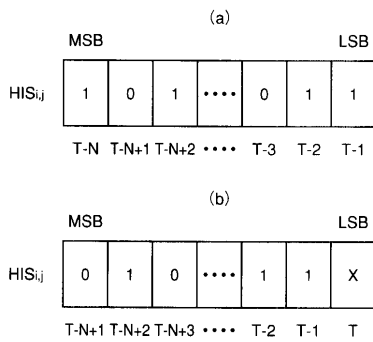 (a)
MSB LSB
HISi,j 1 0 1 •••• 0 1 1
T-N T-N+1 T-N+2 •••• T-3 T-2 T-1
(b)
MSB LSB
HISi,j 0 1 0 •••• 1 1 X
T-N+1 T-N+2 T-N+3 •••• T-2 T-1 T